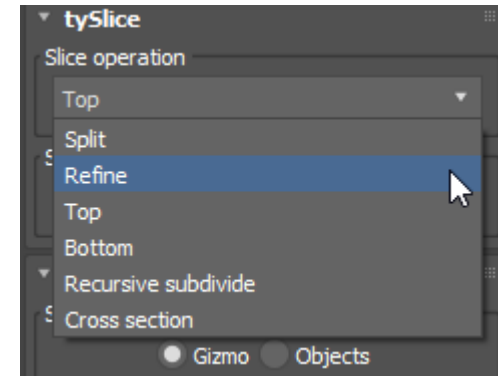 tySlice
Slice operation
Top
Split
Refine
Top
Bottom
Recursive subdivide
Cross section
Gizmo Objects